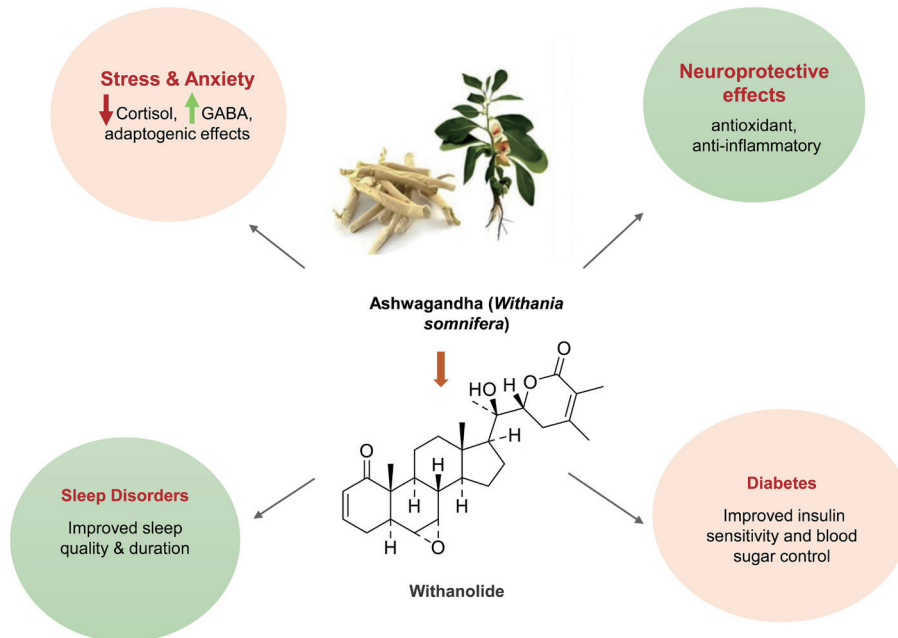 Stress & Anxiety
Cortisol, GABA,
adaptogenic effects
Neuroprotective
effects
antioxidant,
anti-inflammatory
Ashwagandha (Withania
somnifera)
O
HO
H
O
O
H
H
H
H
H
O
Sleep Disorders
Improved sleep
quality & duration
Diabetes
Improved insulin
sensitivity and blood
sugar control
Withanolide